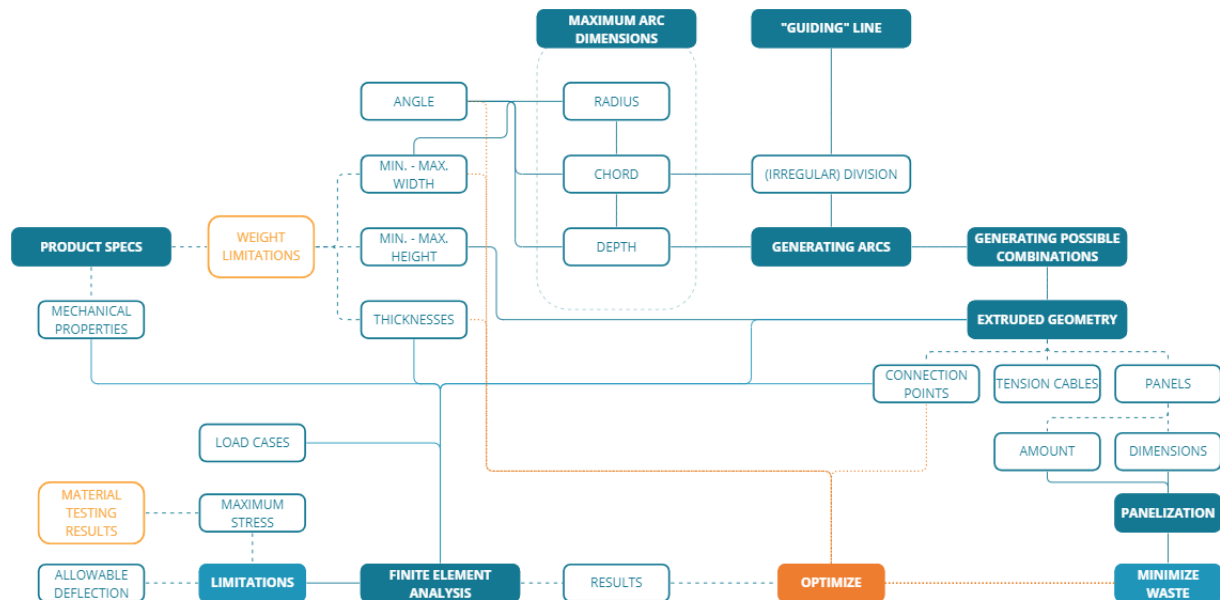 MAXIMUM ARC
DIMENSIONS
"GUIDING" LINE
ANGLE
RADIUS
MIN. - MAX.
WIDTH
CHORD
(IRREGULAR) DIVISION
PRODUCT SPECS
WEIGHT
LIMITATIONS
MIN. - MAX.
HEIGHT
DEPTH
GENERATING ARCS
GENERATING POSSIBLE
COMBINATIONS
MECHANICAL
PROPERTIES
THICKNESSES
EXTRUDED GEOMETRY
CONNECTION
POINTS
TENSION CABLES
PANELS
LOAD CASES
AMOUNT
DIMENSIONS
MATERIAL
TESTING
RESULTS
MAXIMUM
STRESS
PANELIZATION
ALLOWABLE
DEFLECTION
LIMITATIONS
FINITE ELEMENT
ANALYSIS
RESULTS
OPTIMIZE
MINIMIZE
WASTE